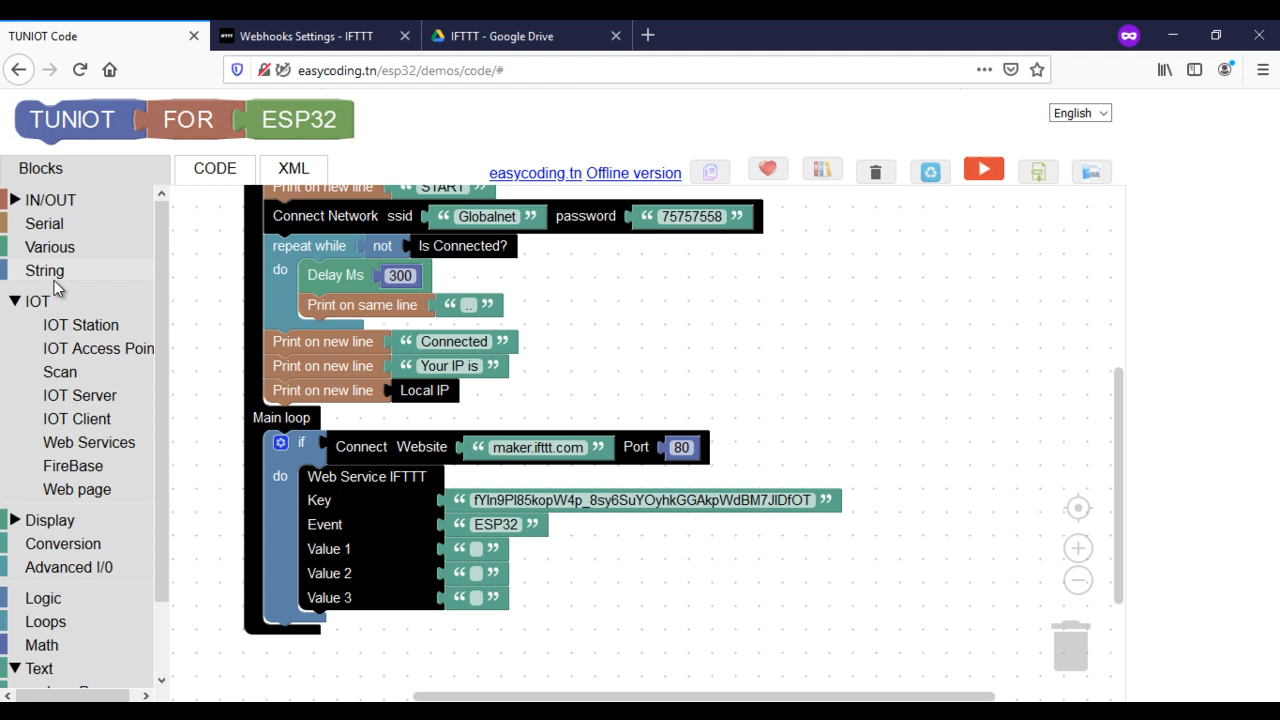 TUNIOT Code
Webhooks Settings - IFTTT
IFTTT - Google Drive
easycoding.tn/esp32/demos/code/#
TUNIOT FOR ESP32
English
Blocks
CODE
XML
easycoding.tn Offline version
IN/OUT
Serial
Various
String
IOT
IOT Station
IOT Access Poin
Scan
IOT Server
IOT Client
Web Services
FireBase
Web page
Display
Conversion
Advanced I/0
Logic
Loops
Math
Text
Print on new line “ START ”
Connect Network ssid “ Globalnet ” password “ 75757558 ”
repeat while not Is Connected?
do Delay Ms 300
Print on same line “ .. ”
Print on new line “ Connected ”
Print on new line “ Your IP is ”
Print on new line Local IP
Main loop
if Connect Website “ maker.ifttt.com ” Port 80
do Web Service IFTTT
Key “ fYln9Pl85kopW4p_8sy6SuYOyhkGGAkpWdBM7JlDfOT ”
Event “ ESP32 ”
Value 1 “ ”
Value 2 “ ”
Value 3 “ ”